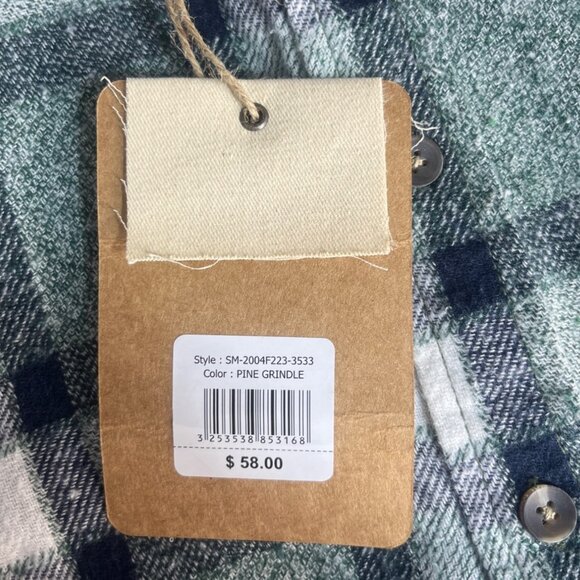 Style : SM-2004F223-3533
Color : PINE GRINDLE
3 253538 853168
$ 58.00